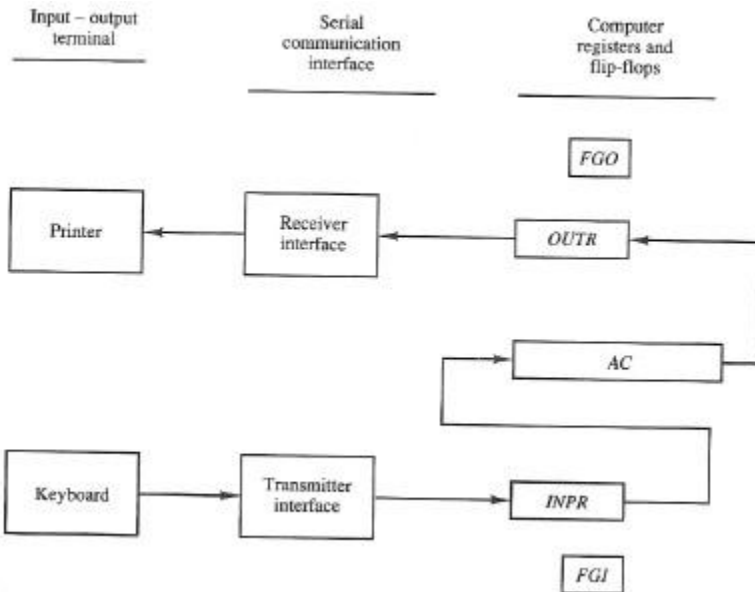 Input – output
terminal
Serial
communication
interface
Computer
registers and
flip-flops
FGO
Printer
Receiver
interface
OUTR
AC
Keyboard
Transmitter
interface
INPR
FGI